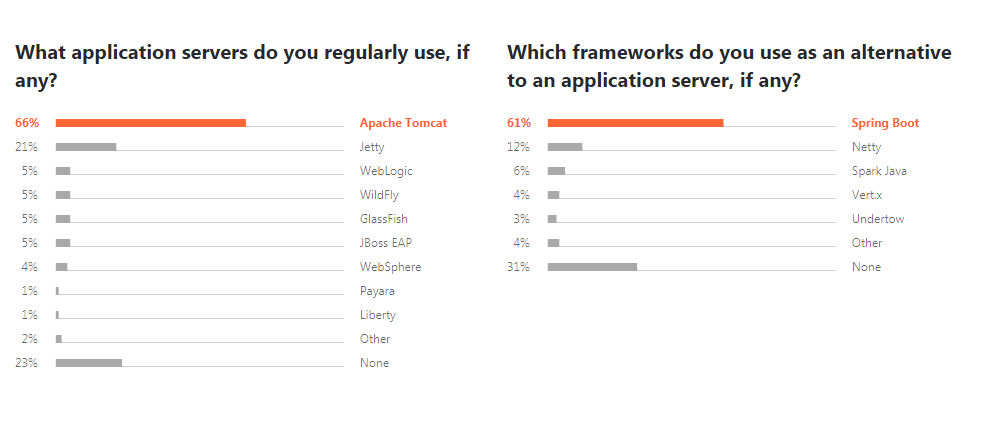 What application servers do you regularly use, if
any?
66% Apache Tomcat
21% Jetty
5% WebLogic
5% WildFly
5% GlassFish
5% JBoss EAP
4% WebSphere
1% Payara
1% Liberty
2% Other
23% None
Which frameworks do you use as an alternative
to an application server, if any?
61% Spring Boot
12% Netty
6% Spark Java
4% Vert.x
3% Undertow
4% Other
31% None